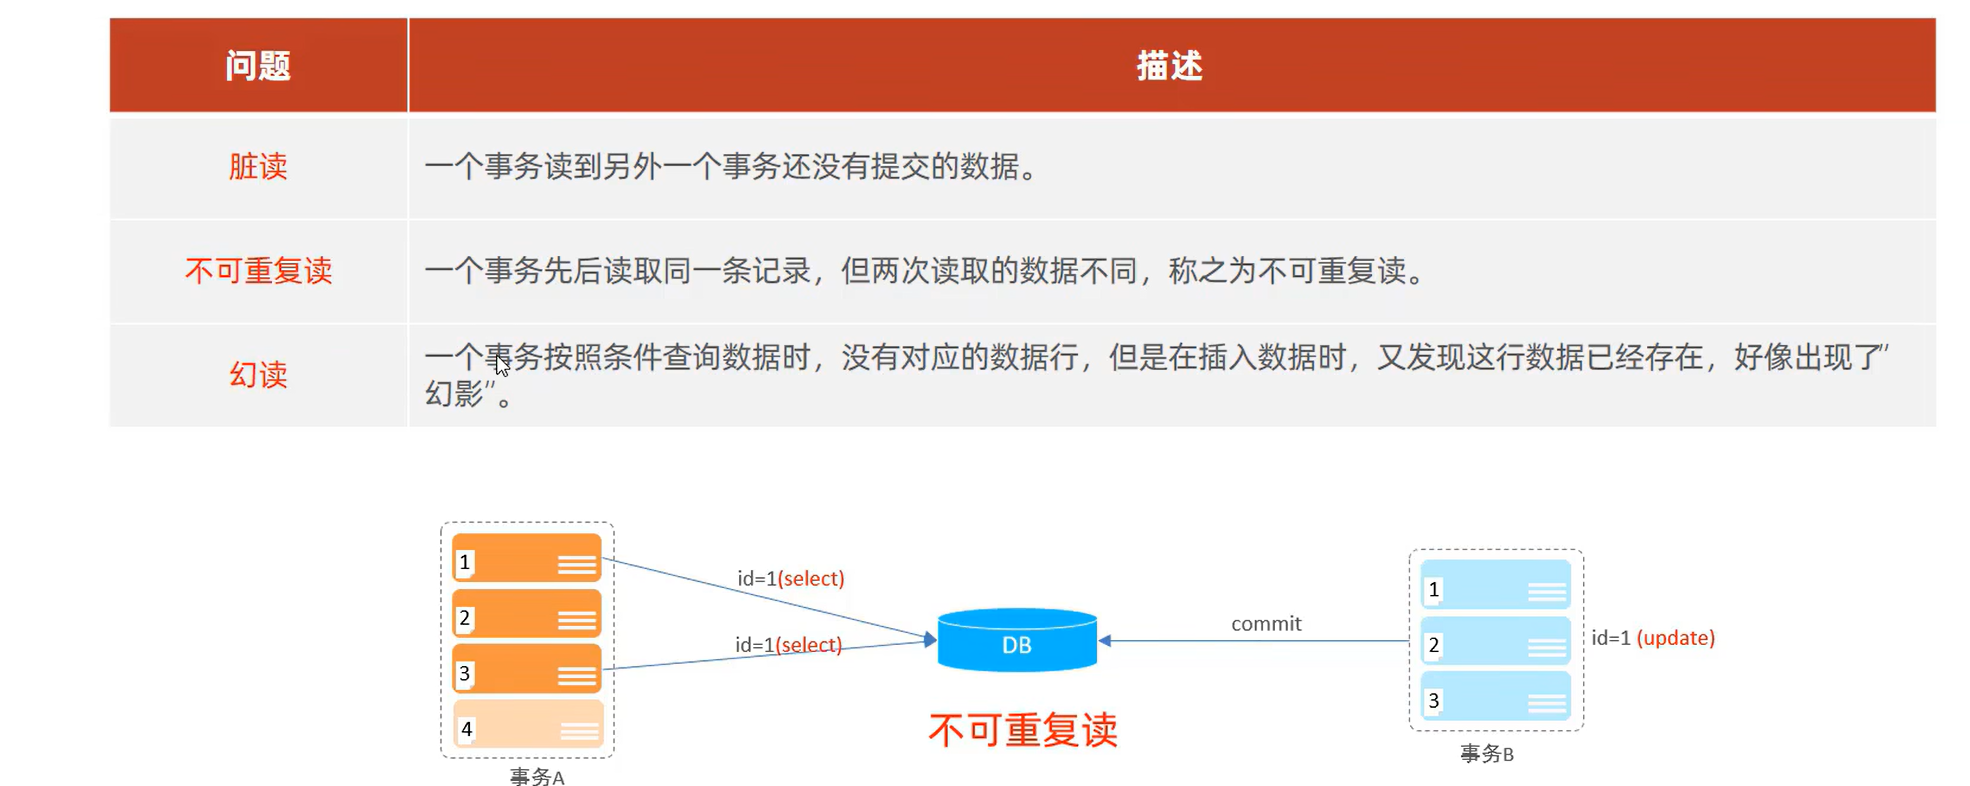 问题
描述
脏读
一个事务读到另外一个事务还没有提交的数据。
不可重复读
一个事务先后读取同一条记录，但两次读取的数据不同，称之为不可重复读。
幻读
一个事务按照条件查询数据时，没有对应的数据行，但是在插入数据时，又发现这行数据已经存在，好像出现了"
幻影"。
1
2
3
4
事务A
id=1(select)
id=1(select)
DB
不可重复读
commit
1
2
3
id=1 (update)
事务B